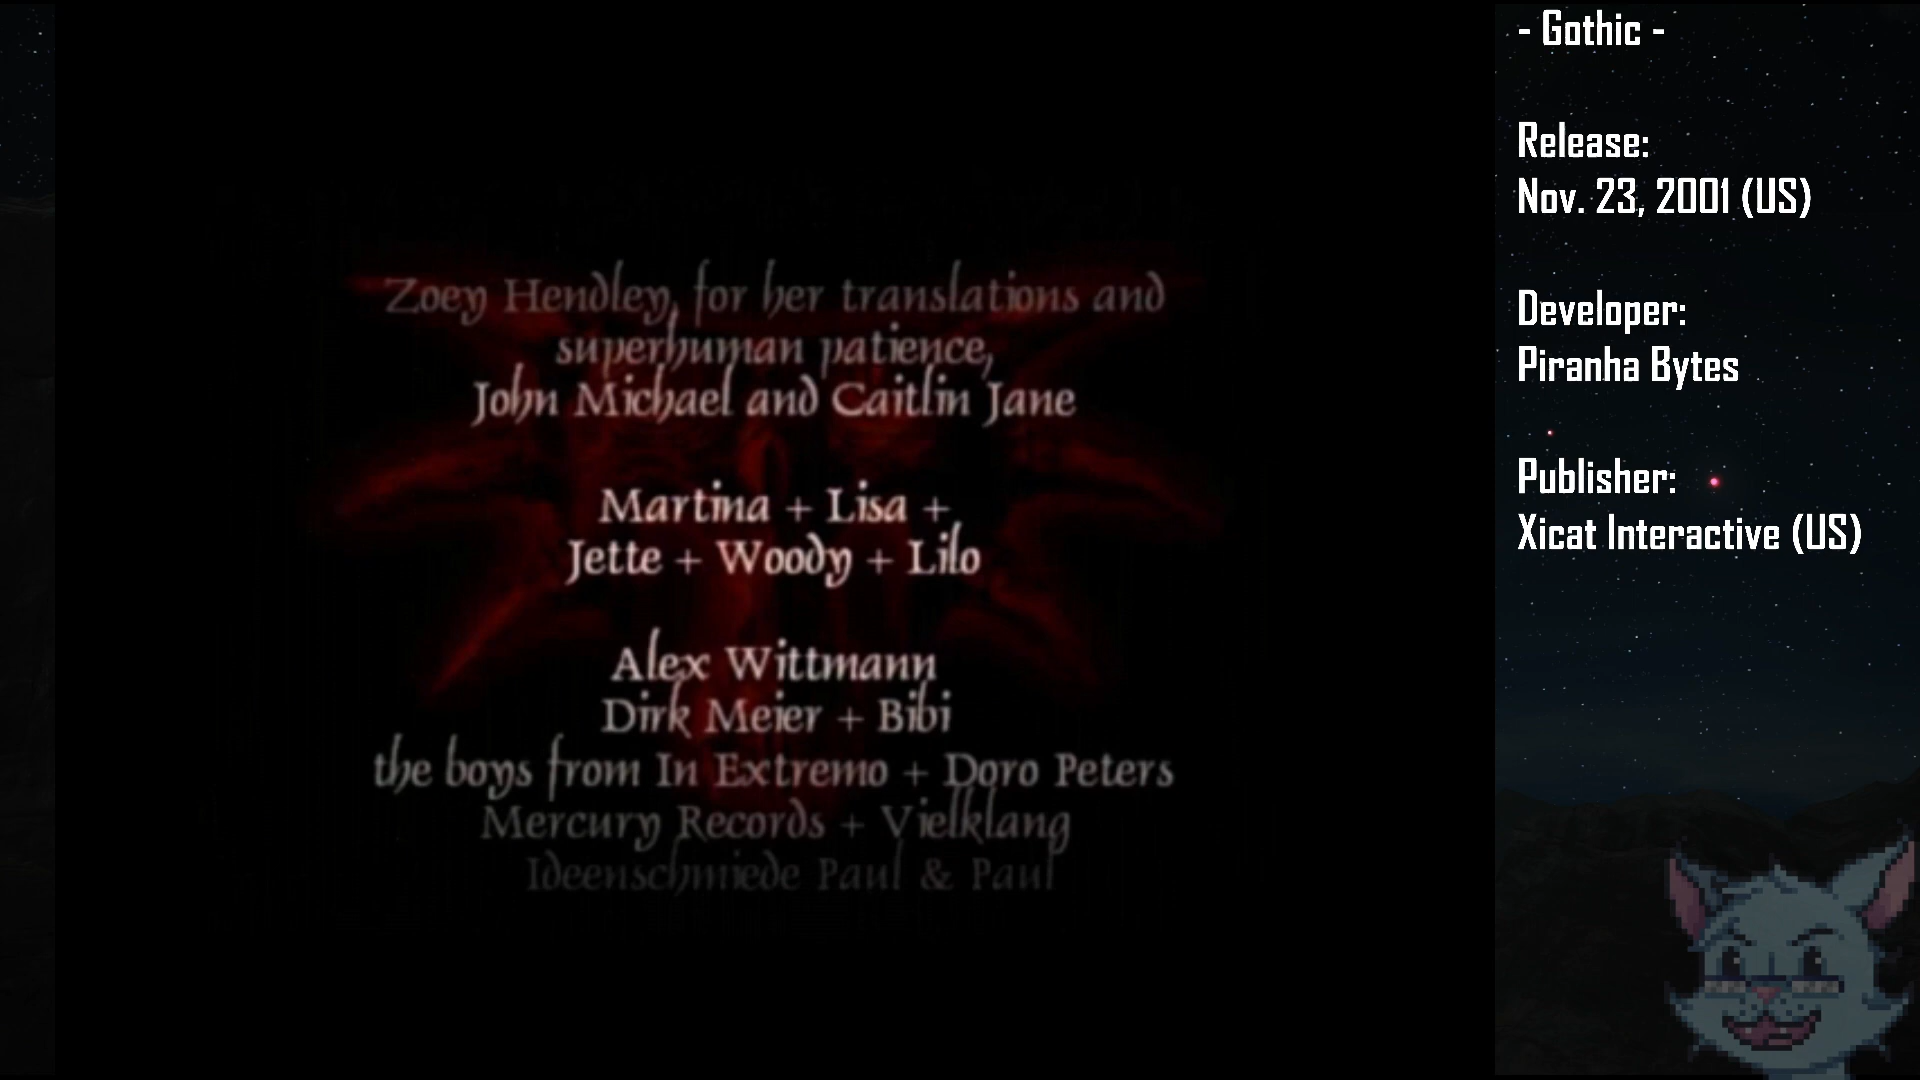 Zoey Hendley, for her translations and
superhuman patience,
John Michael and Caitlin Jane
Martina + Lisa +
Jette + Woody + Lilo
Alex Wittmann
Dirk Meier + Bibi
the boys from In Extremo + Doro Peters
Mercury Records + Vielklang
Ideenschmiede Paul & Paul
- Gothic -
Release:
Nov. 23, 2001 (US)
Developer:
Piranha Bytes
Publisher:
Xicat Interactive (US)